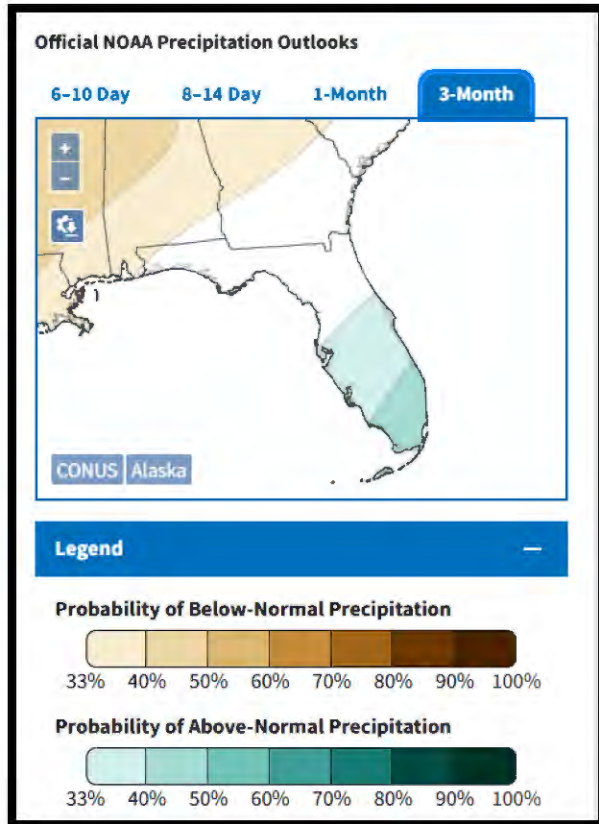 Official NOAA Precipitation Outlooks
6–10 Day 8–14 Day 1-Month 3-Month
+
−
CONUS Alaska
Legend —
Probability of Below-Normal Precipitation
33% 40% 50% 60% 70% 80% 90% 100%
Probability of Above-Normal Precipitation
33% 40% 50% 60% 70% 80% 90% 100%